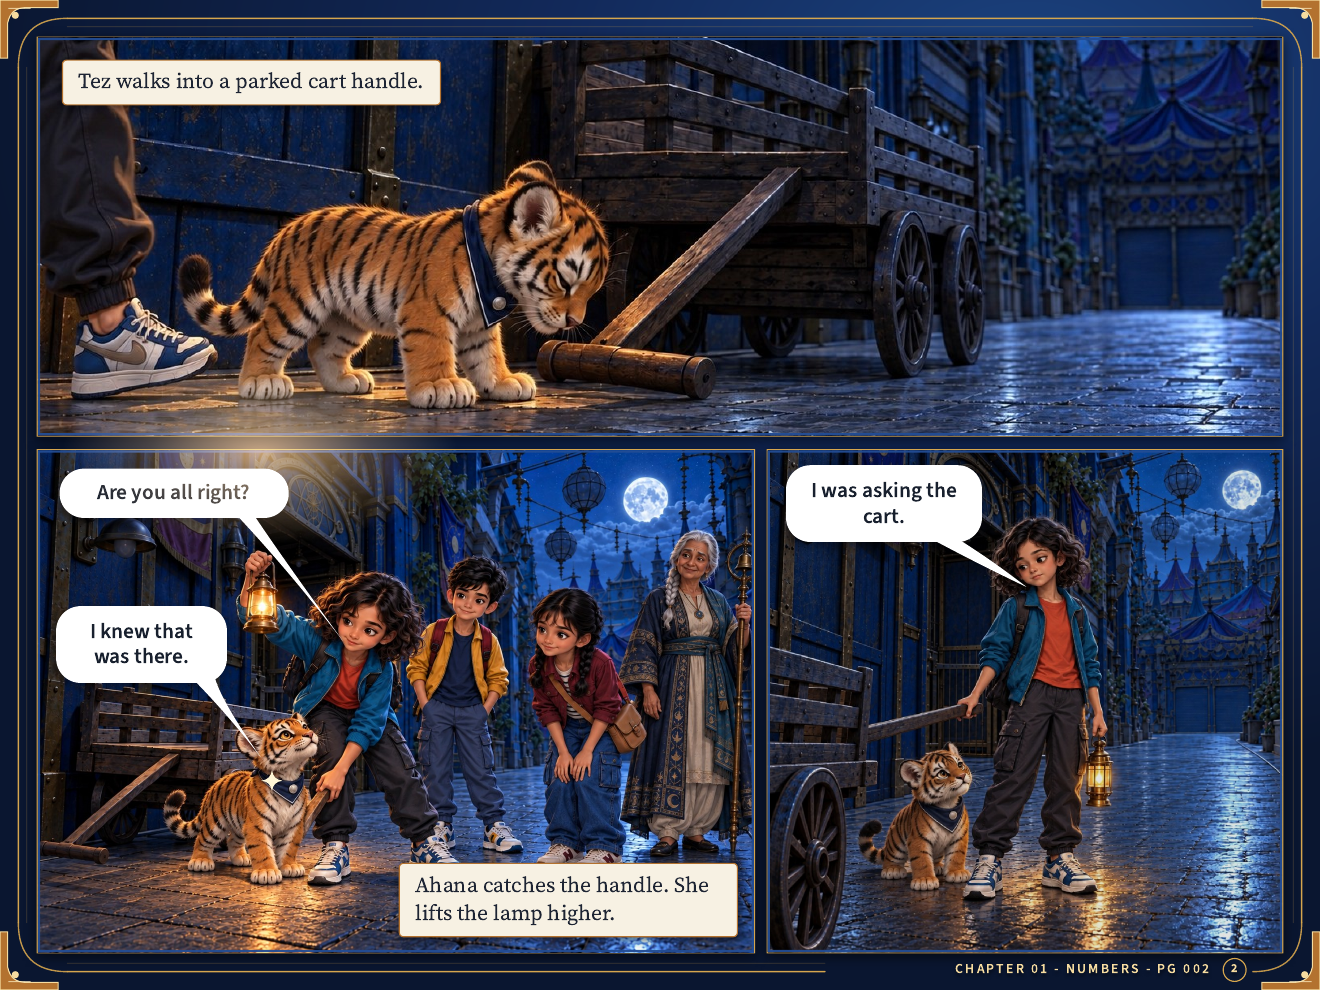 Tez walks into a parked cart handle.
Are you all right?
I knew that
was there.
Ahana catches the handle. She
lifts the lamp higher.
I was asking the
cart.
CHAPTER 01 - NUMBERS - PG 002 2